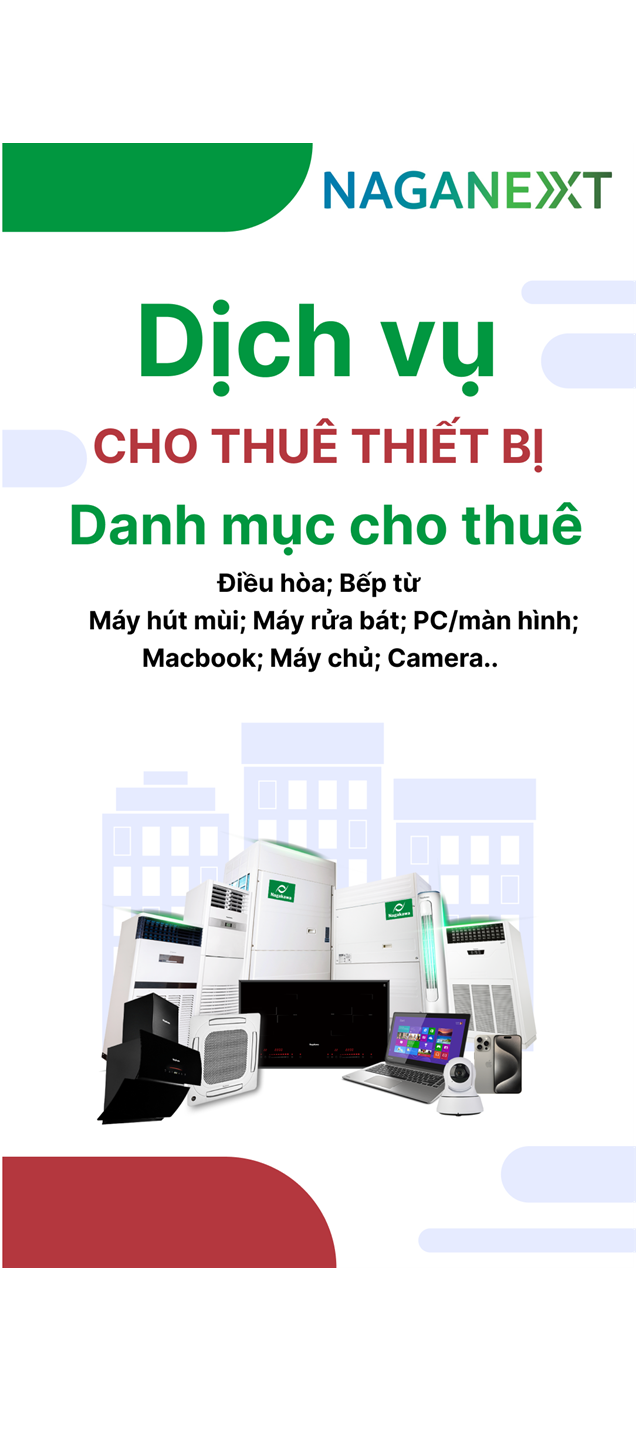 NAGANEXT
Dịch vụ
CHO THUÊ THIẾT BỊ
Danh mục cho thuê
Điều hòa; Bếp từ
Máy hút mùi; Máy rửa bát; PC/màn hình;
Macbook; Máy chủ; Camera..
Nagakawa
Nagakawa